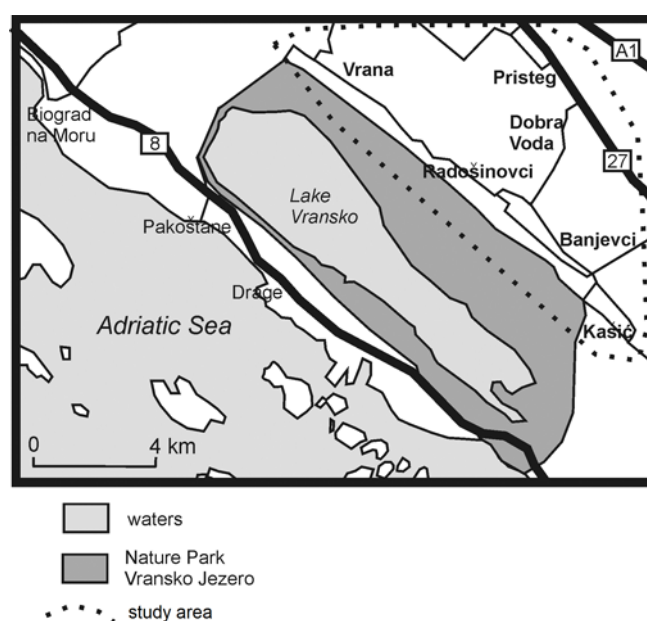 A1
Vrana
Pristeg
Biograd
na Moru
8
Dobra
Voda
27
Radošinovci
Lake
Vransko
Pakoštane
Banjevci
Drage
Adriatic Sea
Kašić
0 4 km
waters
Nature Park
Vransko Jezero
study area